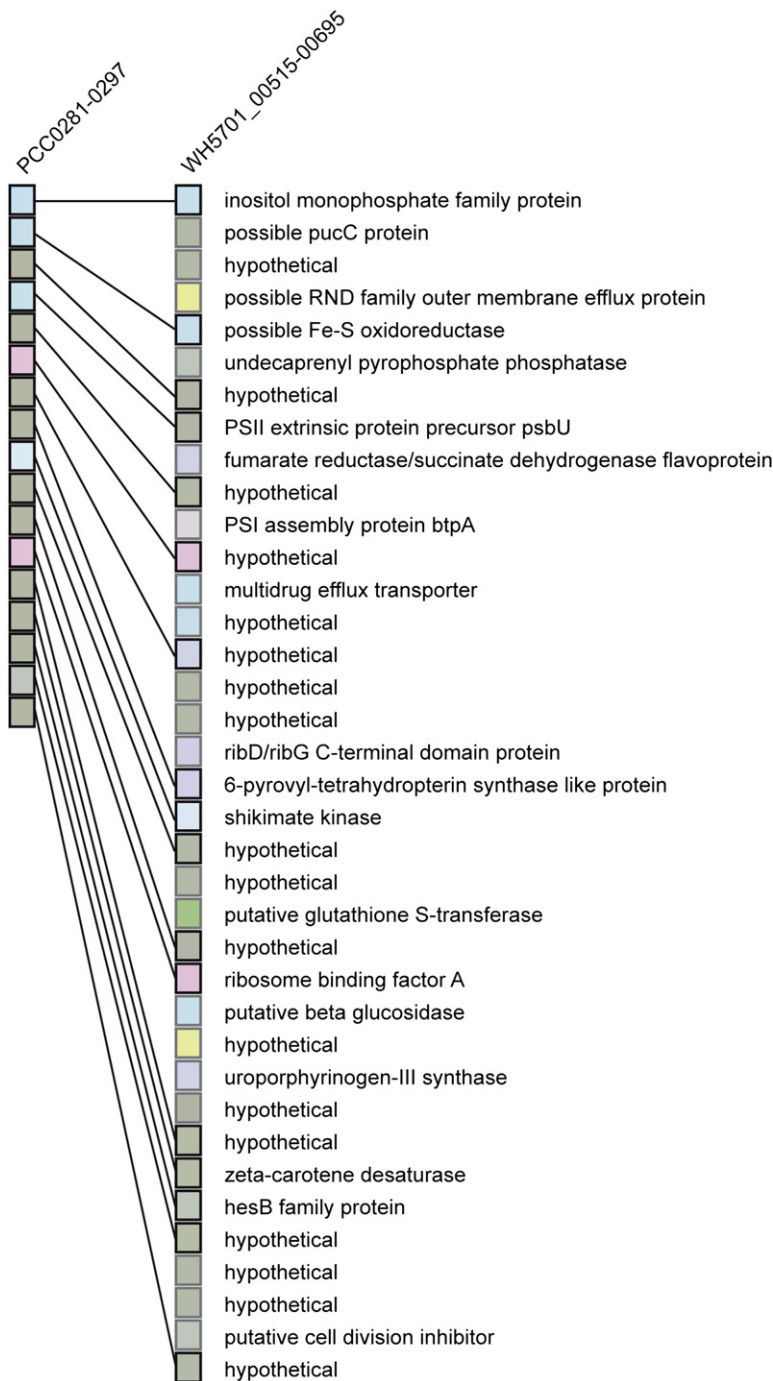 PCC0281-0297
WH5701_00515-00695
inositol monophosphate family protein
possible pucC protein
hypothetical
possible RND family outer membrane efflux protein
possible Fe-S oxidoreductase
undecaprenyl pyrophosphate phosphatase
hypothetical
PSII extrinsic protein precursor psbU
fumarate reductase/succinate dehydrogenase flavoprotein
hypothetical
PSI assembly protein btpA
hypothetical
multidrug efflux transporter
hypothetical
hypothetical
hypothetical
hypothetical
ribD/ribG C-terminal domain protein
6-pyrovyl-tetrahydropterin synthase like protein
shikimate kinase
hypothetical
hypothetical
putative glutathione S-transferase
hypothetical
ribosome binding factor A
putative beta glucosidase
hypothetical
uroporphyrinogen-III synthase
hypothetical
hypothetical
zeta-carotene desaturase
hesB family protein
hypothetical
hypothetical
hypothetical
putative cell division inhibitor
hypothetical